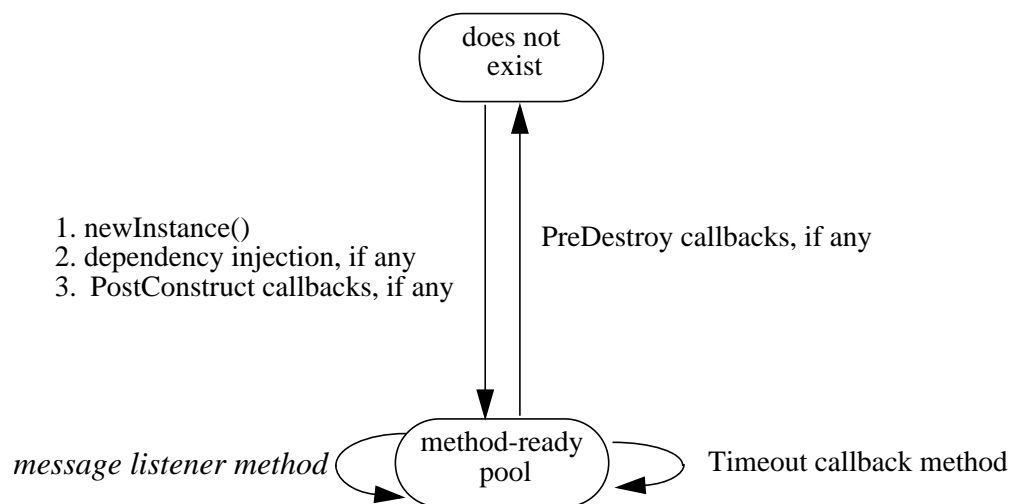 does not
exist
1. newInstance()
2. dependency injection, if any
3. PostConstruct callbacks, if any
PreDestroy callbacks, if any
method-ready
pool
message listener method
Timeout callback method